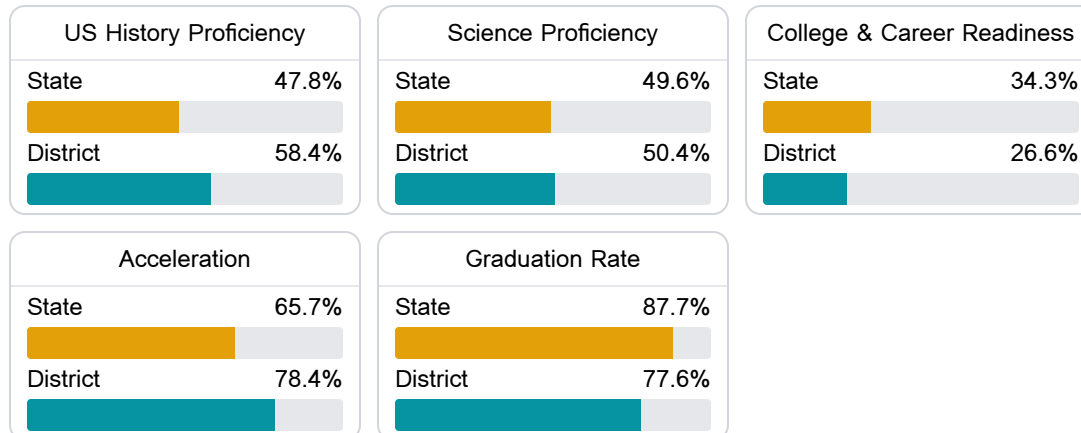 US History Proficiency
State 47.8%
District 58.4%
Science Proficiency
State 49.6%
District 50.4%
College & Career Readiness
State 34.3%
District 26.6%
Acceleration
State 65.7%
District 78.4%
Graduation Rate
State 87.7%
District 77.6%